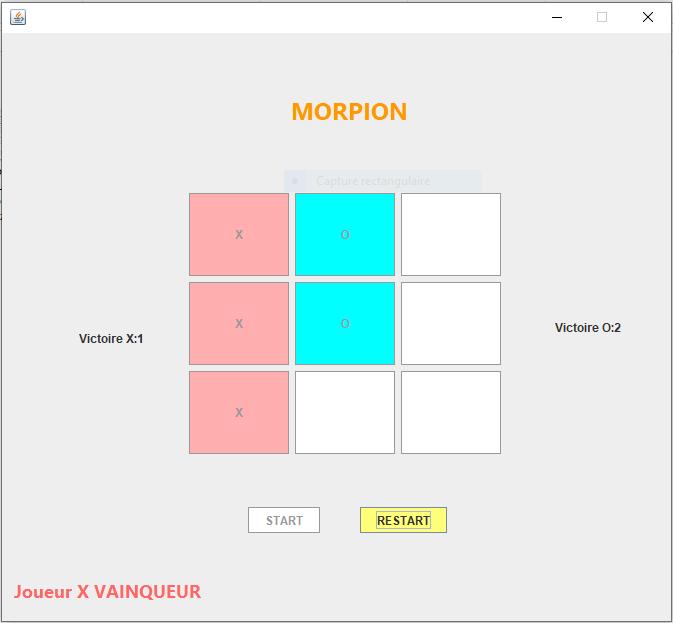 MORPION
Capture rectangulaire
X O
X O
Victoire X:1
Victoire O:2
X
START RESTART
Joueur X VAINQUEUR